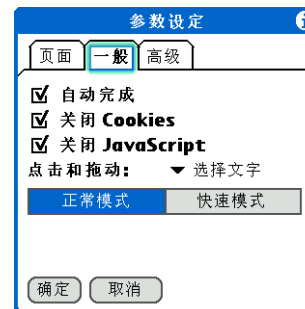 参数设定
页面 一般 高级
自动完成
关闭 Cookies
关闭 JavaScript
点击和拖动: 选择文字
正常模式 快速模式
确定 取消